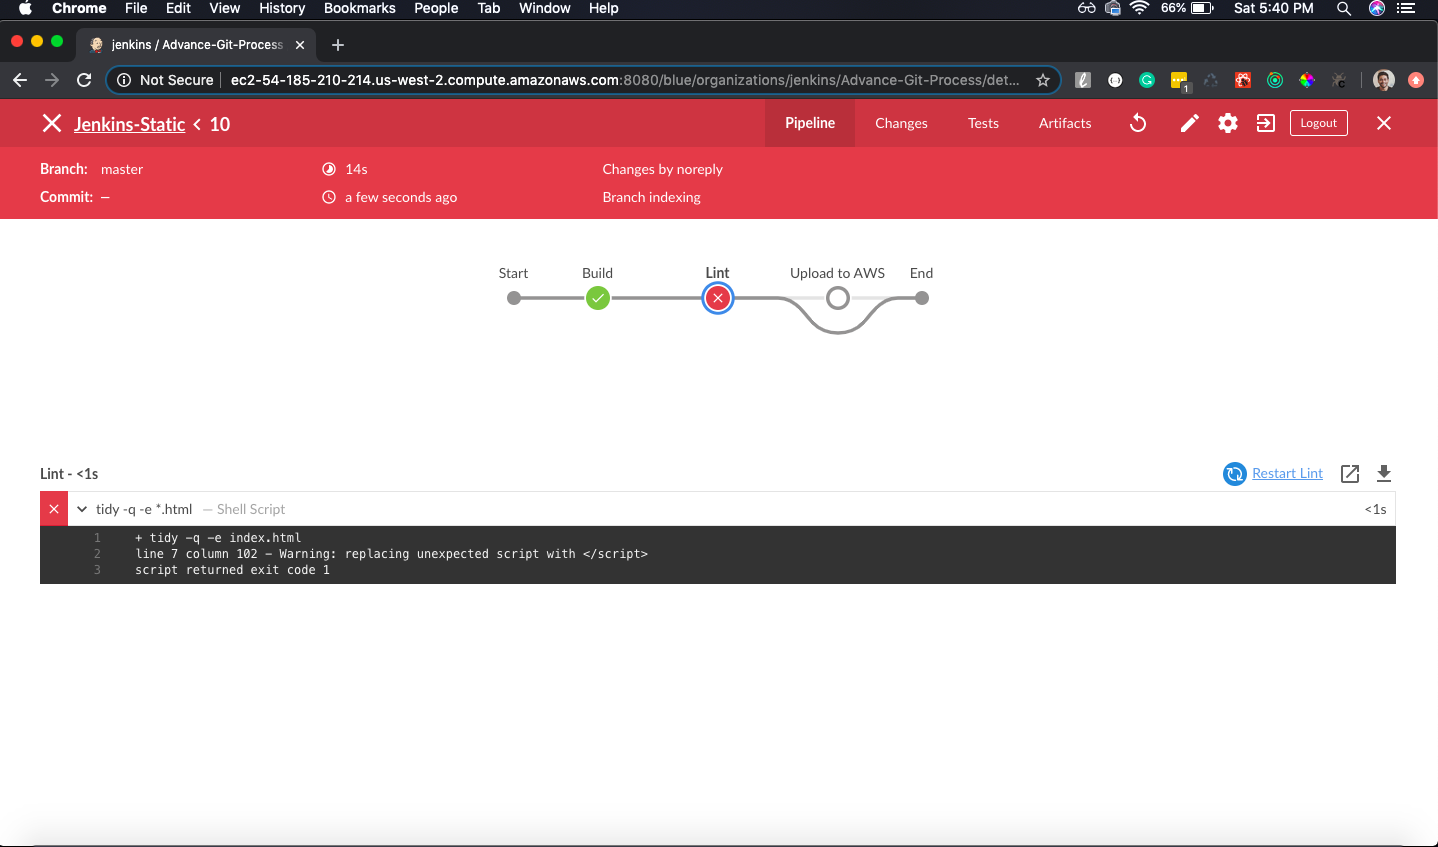 Chrome File Edit View History Bookmarks People Tab Window Help 66% Sat 5:40 PM
jenkins / Advance-Git-Process
Not Secure ec2-54-185-210-214.us-west-2.compute.amazonaws.com:8080/blue/organizations/jenkins/Advance-Git-Process/det... 1
Jenkins-Static < 10 Pipeline Changes Tests Artifacts Logout
Branch: master 14s Changes by noreply
Commit: — a few seconds ago Branch indexing
Start Build Lint Upload to AWS End
Lint - <1s Restart Lint
tidy -q -e *.html — Shell Script <1s
1 + tidy -q -e index.html
2 line 7 column 102 - Warning: replacing unexpected script with </script>
3 script returned exit code 1